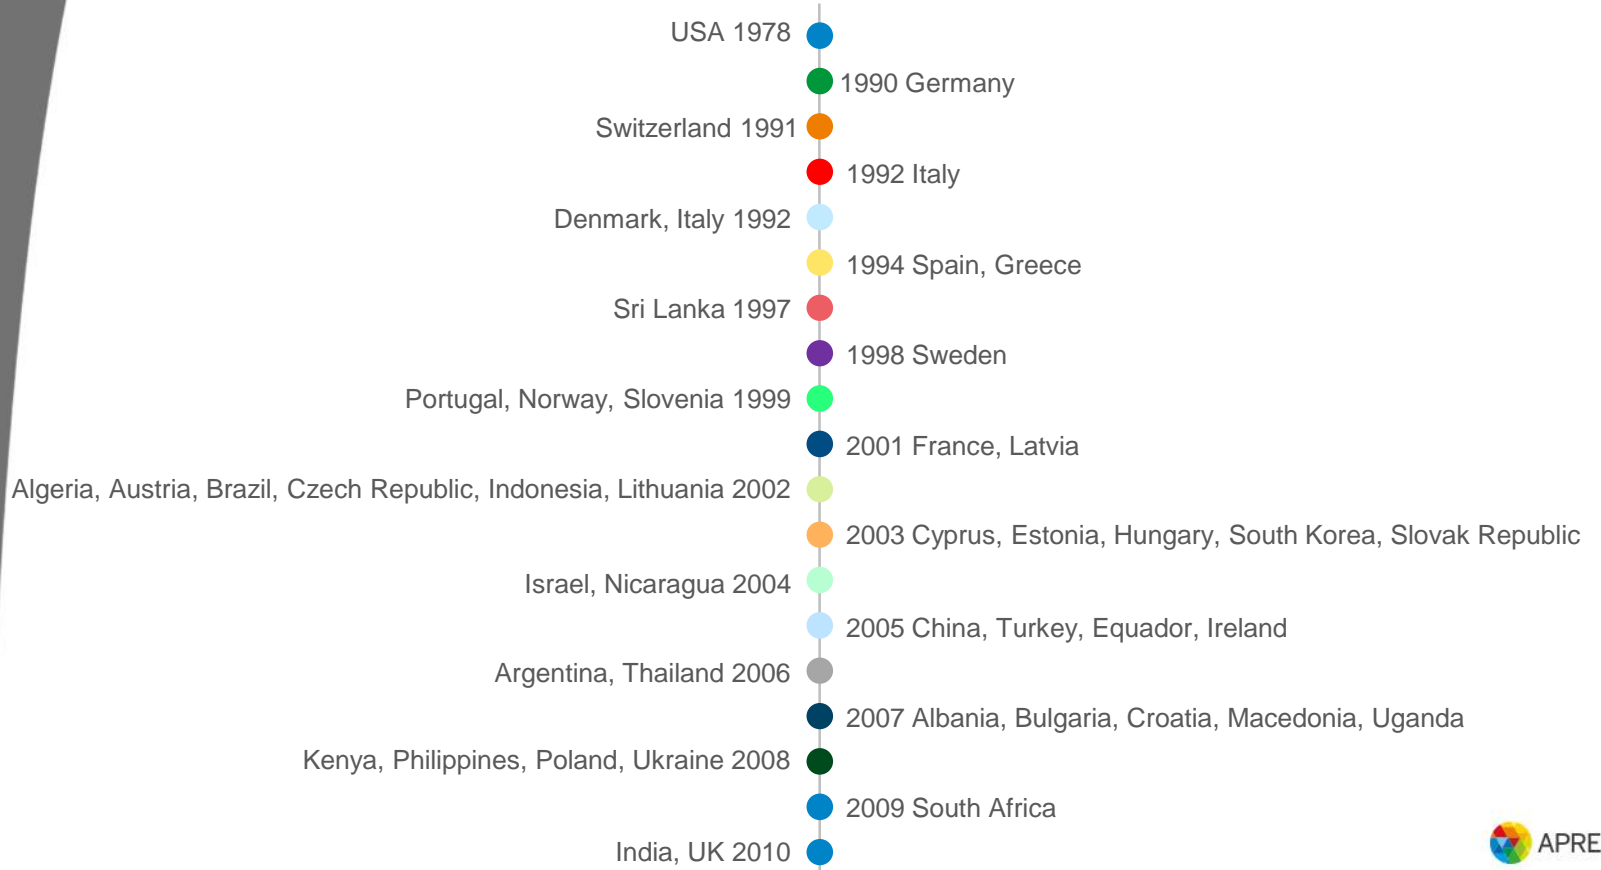 USA 1978
1990 Germany
Switzerland 1991
1992 Italy
Denmark, Italy 1992
1994 Spain, Greece
Sri Lanka 1997
1998 Sweden
Portugal, Norway, Slovenia 1999
2001 France, Latvia
Algeria, Austria, Brazil, Czech Republic, Indonesia, Lithuania 2002
2003 Cyprus, Estonia, Hungary, South Korea, Slovak Republic
Israel, Nicaragua 2004
2005 China, Turkey, Equador, Ireland
Argentina, Thailand 2006
2007 Albania, Bulgaria, Croatia, Macedonia, Uganda
Kenya, Philippines, Poland, Ukraine 2008
2009 South Africa
India, UK 2010
APRE